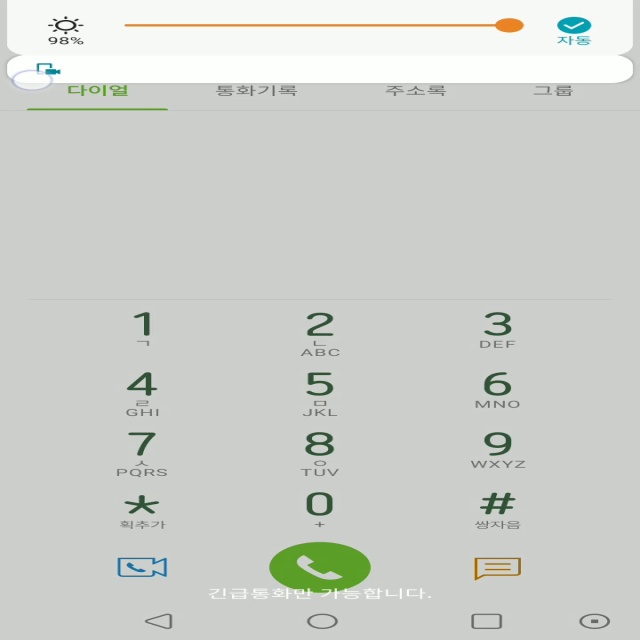 98%
자동
다이얼 통화기록 주소록 그룹
1 2 3
ㄱ ㄴ
ABC DEF
4 5 6
ㄹ ㅁ
GHI JKL MNO
7 8 9
ㅅ ㅇ
PQRS TUV WXYZ
* 0 #
획추가 + 쌍자음
긴급통화만 가능합니다.